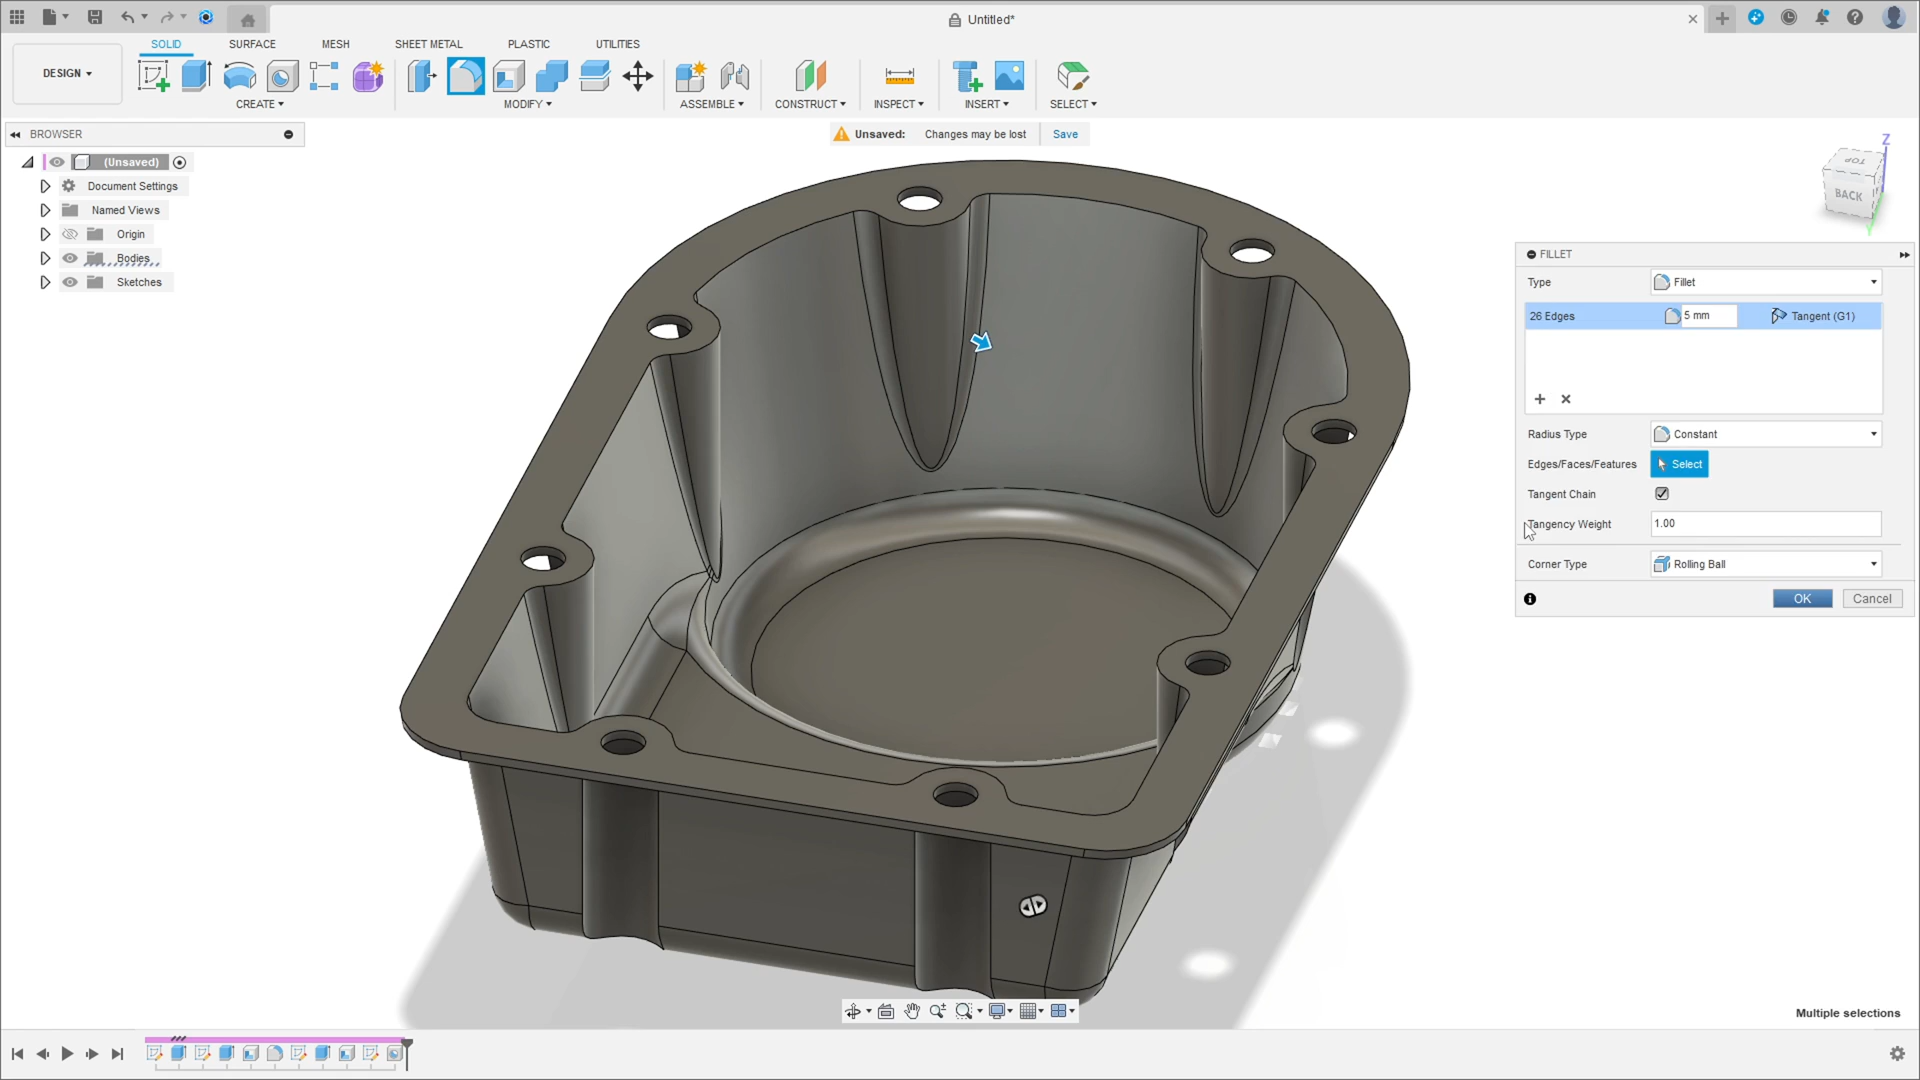 Untitled*
SOLID SURFACE MESH SHEET METAL PLASTIC UTILITIES
DESIGN
CREATE MODIFY ASSEMBLE CONSTRUCT INSPECT INSERT SELECT
BROWSER
Unsaved: Changes may be lost Save
(Unsaved)
Document Settings
Named Views
Origin
Bodies
Sketches
Z
TOP
BACK
Y
FILLET
Type Fillet
26 Edges 5 mm Tangent (G1)
Radius Type Constant
Edges/Faces/Features Select
Tangent Chain
Tangency Weight 1.00
Corner Type Rolling Ball
OK Cancel
Multiple selections